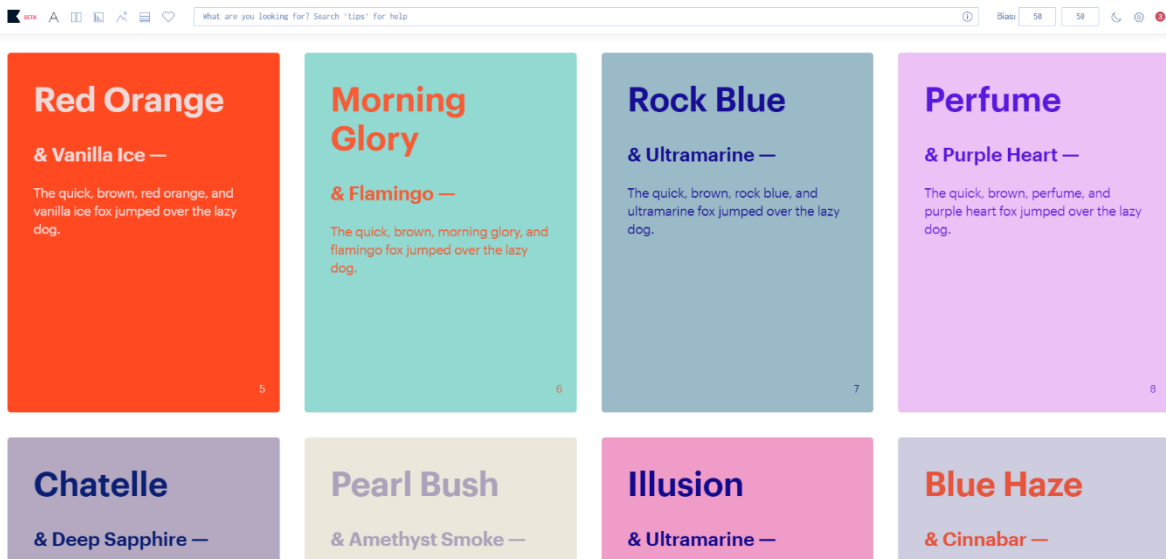 BETA
What are you looking for? Search 'tips' for help
Bias: 50 50
3
Red Orange
& Vanilla Ice —
The quick, brown, red orange, and
vanilla ice fox jumped over the lazy
dog.
5
Morning
Glory
& Flamingo —
The quick, brown, morning glory, and
flamingo fox jumped over the lazy
dog.
6
Rock Blue
& Ultramarine —
The quick, brown, rock blue, and
ultramarine fox jumped over the lazy
dog.
7
Perfume
& Purple Heart —
The quick, brown, perfume, and
purple heart fox jumped over the lazy
dog.
8
Chatelle
& Deep Sapphire —
Pearl Bush
& Amethyst Smoke —
Illusion
& Ultramarine —
Blue Haze
& Cinnabar —